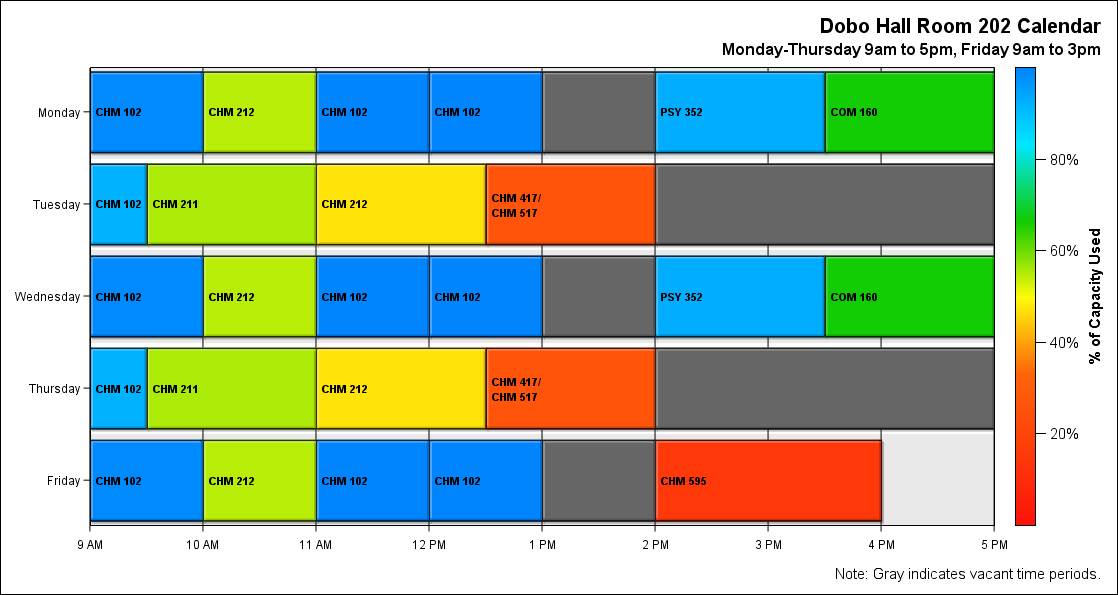 Dobo Hall Room 202 Calendar
Monday-Thursday 9am to 5pm, Friday 9am to 3pm
Monday
CHM 102
CHM 212
CHM 102
CHM 102
PSY 352
COM 160
Tuesday
CHM 102
CHM 211
CHM 212
CHM 417/
CHM 517
Wednesday
CHM 102
CHM 212
CHM 102
CHM 102
PSY 352
COM 160
Thursday
CHM 102
CHM 211
CHM 212
CHM 417/
CHM 517
Friday
CHM 102
CHM 212
CHM 102
CHM 102
CHM 595
9 AM
10 AM
11 AM
12 PM
1 PM
2 PM
3 PM
4 PM
5 PM
80%
60%
40%
20%
% of Capacity Used
Note: Gray indicates vacant time periods.